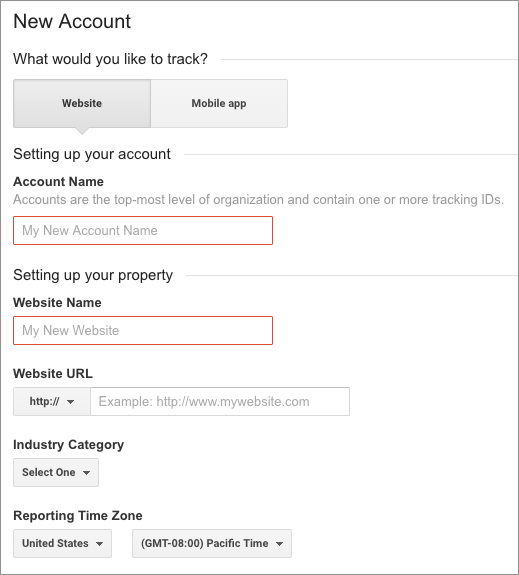 New Account
What would you like to track?
Website
Mobile app
Setting up your account
Account Name
Accounts are the top-most level of organization and contain one or more tracking IDs.
My New Account Name
Setting up your property
Website Name
My New Website
Website URL
http://
Example: http://www.mywebsite.com
Industry Category
Select One
Reporting Time Zone
United States
(GMT-08:00) Pacific Time